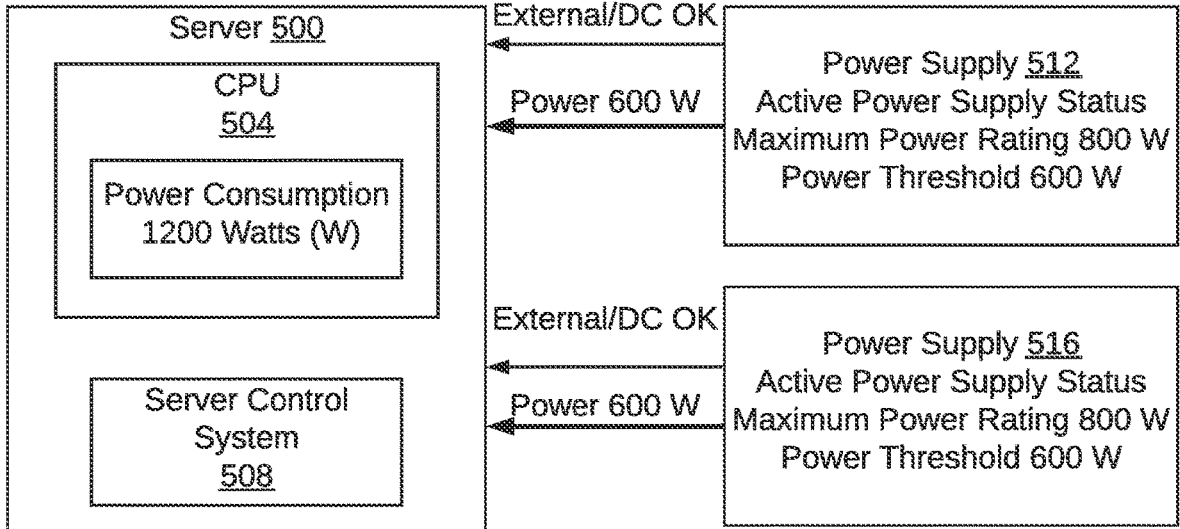 Server 500
CPU
504
Power Consumption
1200 Watts (W)
Server Control
System
508
External/DC OK
Power 600 W
Power Supply 512
Active Power Supply Status
Maximum Power Rating 800 W
Power Threshold 600 W
External/DC OK
Power 600 W
Power Supply 516
Active Power Supply Status
Maximum Power Rating 800 W
Power Threshold 600 W